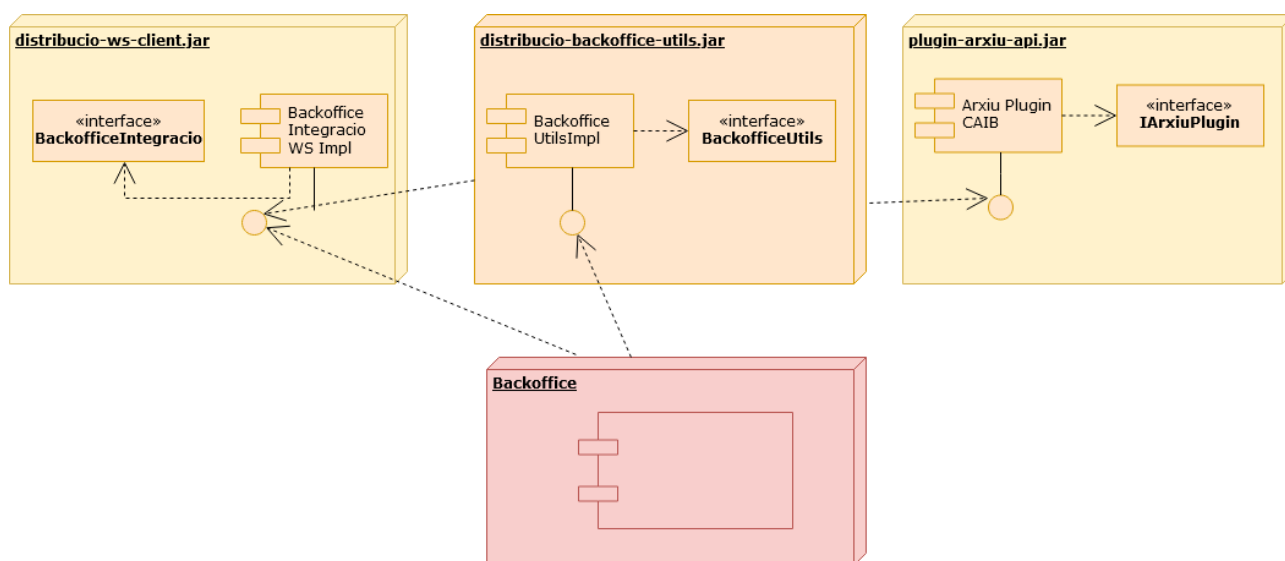 distribucio-ws-client.jar
«interface»
BackofficeIntegracio
Backoffice
Integracio
WS Impl
distribucio-backoffice-utils.jar
Backoffice
UtilsImpl
«interface»
BackofficeUtils
plugin-arxiu-api.jar
Arxiu Plugin
CAIB
«interface»
IArxiuPlugin
Backoffice